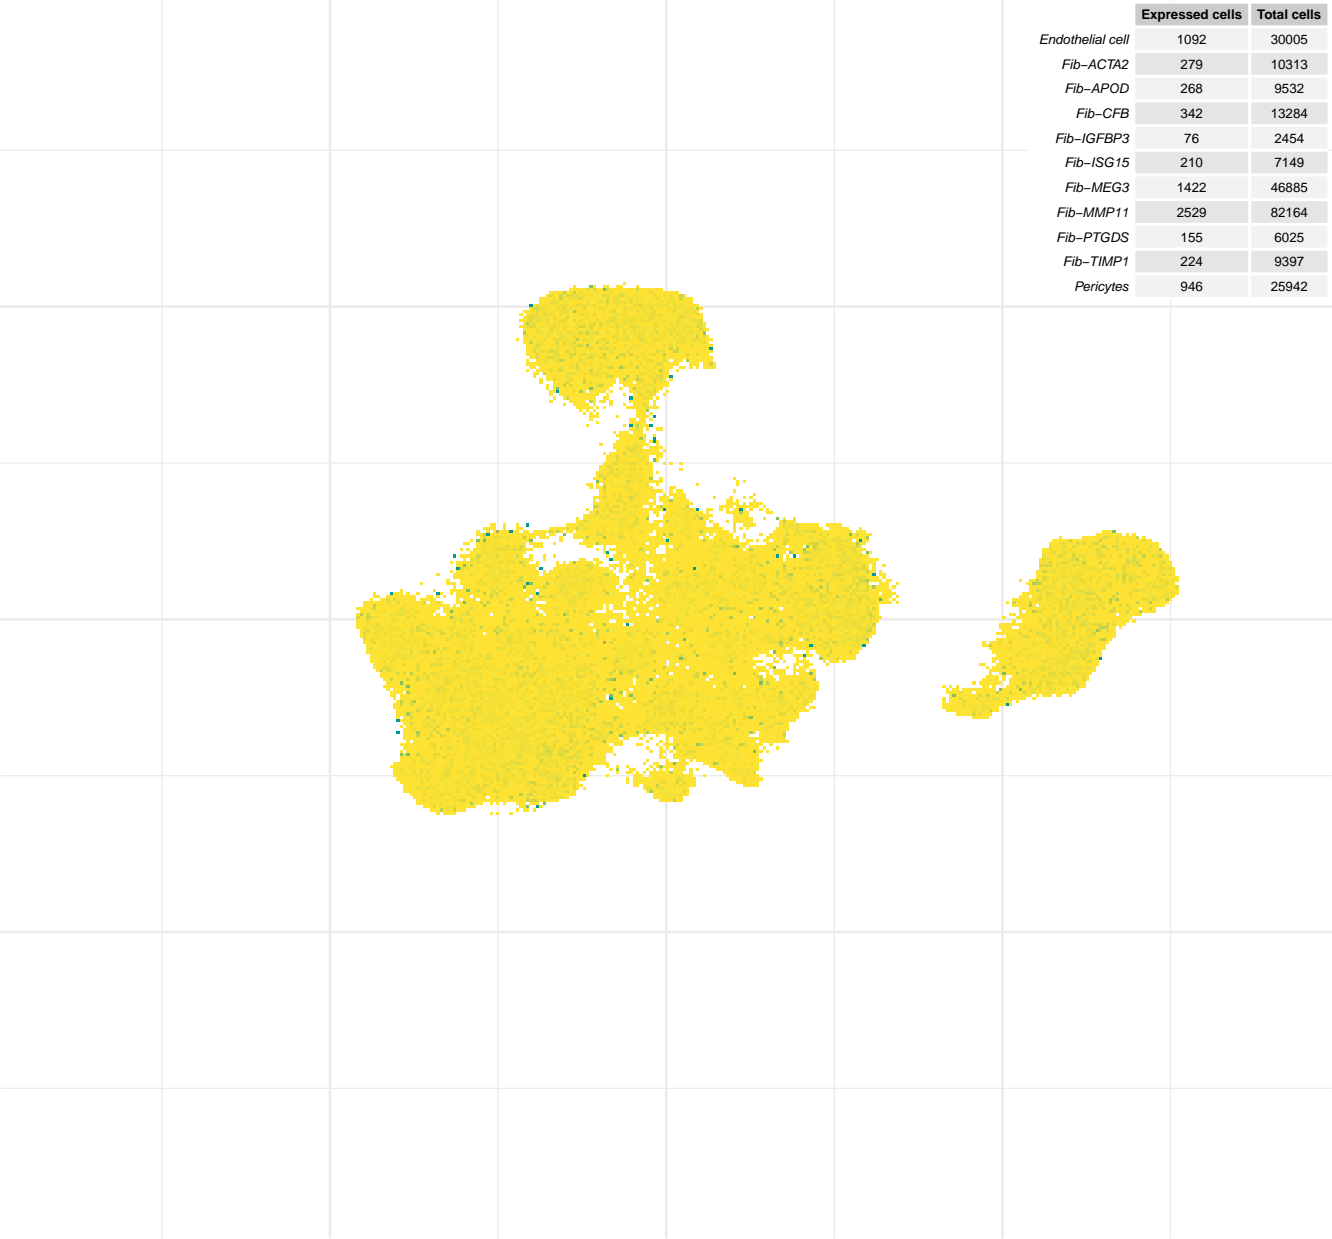 Expressed cells Total cells
Endothelial cell 1092 30005
Fib−ACTA2 279 10313
Fib−APOD 268 9532
Fib−CFB 342 13284
Fib−IGFBP3 76 2454
Fib−ISG15 210 7149
Fib−MEG3 1422 46885
Fib−MMP11 2529 82164
Fib−PTGDS 155 6025
Fib−TIMP1 224 9397
Pericytes 946 25942